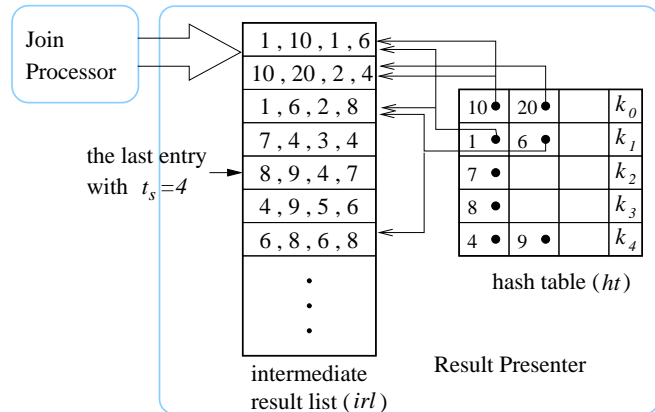 Join
Processor
1 , 10 , 1 , 6
10 , 20 , 2 , 4
1 , 6 , 2 , 8
7 , 4 , 3 , 4
8 , 9 , 4 , 7
4 , 9 , 5 , 6
6 , 8 , 6 , 8
the last entry
with t_s=4
10 20 k_0
1 6 k_1
7 k_2
8 k_3
4 9 k_4
hash table (ht)
intermediate
result list (irl)
Result Presenter